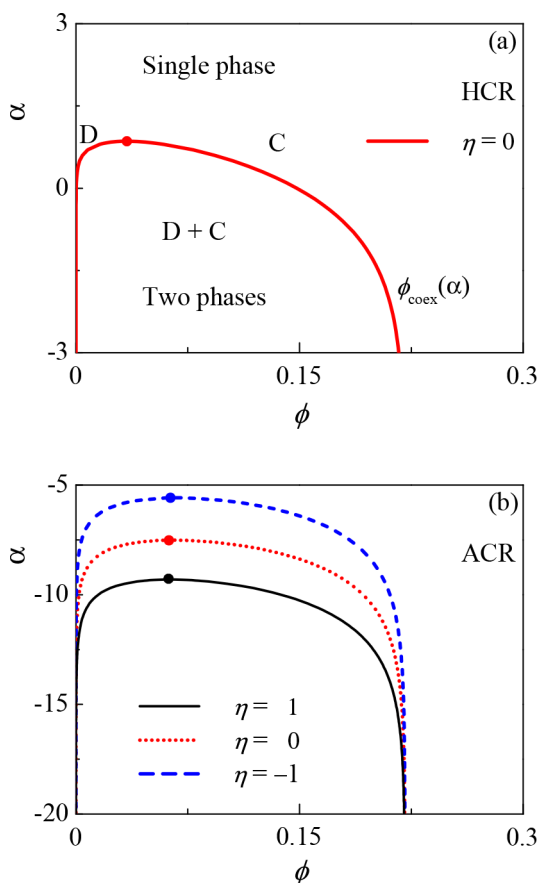 3
(a)
Single phase
HCR
α
D
η = 0
C
0
D + C
Two phases
ϕcoex(α)
-3
0
0.15
0.3
ϕ
-5
(b)
α
ACR
-10
-15
η = 1
η = 0
η = −1
-20
0
0.15
0.3
ϕ